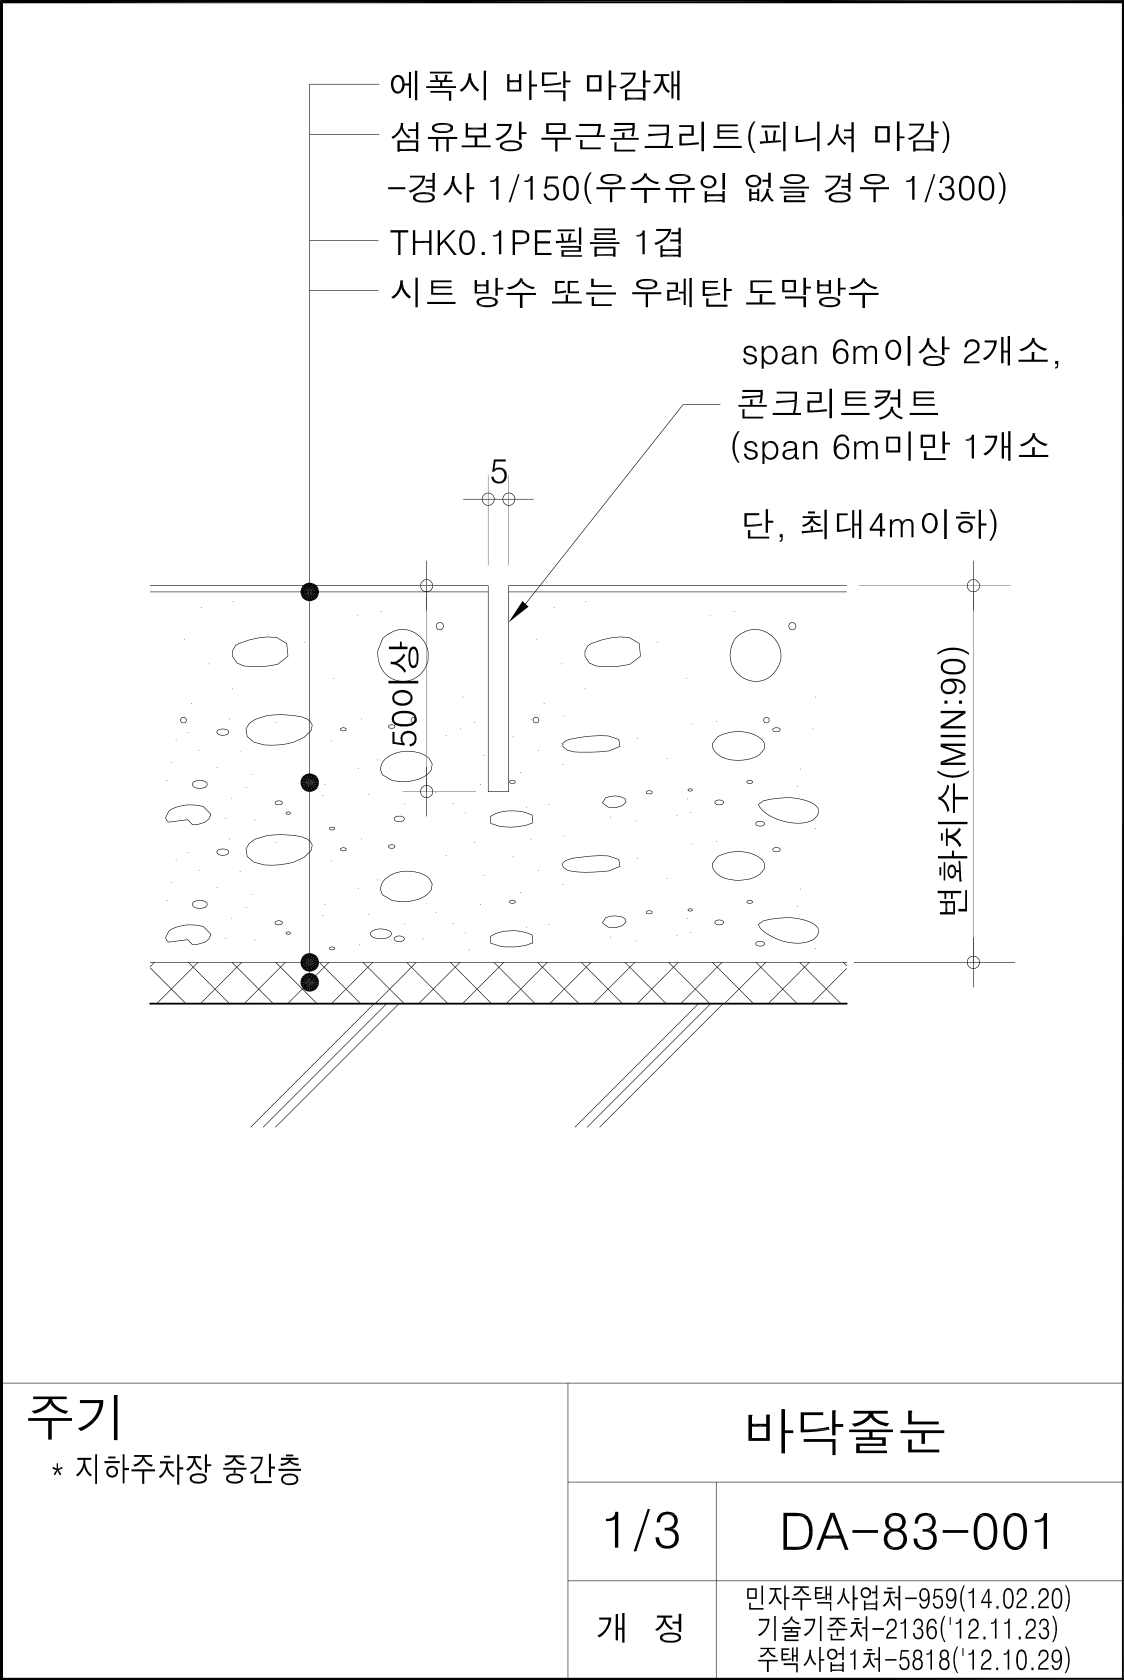 에폭시 바닥 마감재
섬유보강 무근콘크리트(피니셔 마감)
-경사 1/150(우수유입 없을 경우 1/300)
THK0.1PE필름 1겹
시트 방수 또는 우레탄 도막방수
span 6m이상 2개소,
콘크리트컷트
(span 6m미만 1개소
단, 최대4m이하)
5
50이상
변화치수(MIN:90)
주기
* 지하주차장 중간층
바닥줄눈
1/3
DA-83-001
개 정
민자주택사업처-959(14.02.20)
기술기준처-2136('12.11.23)
주택사업1처-5818('12.10.29)